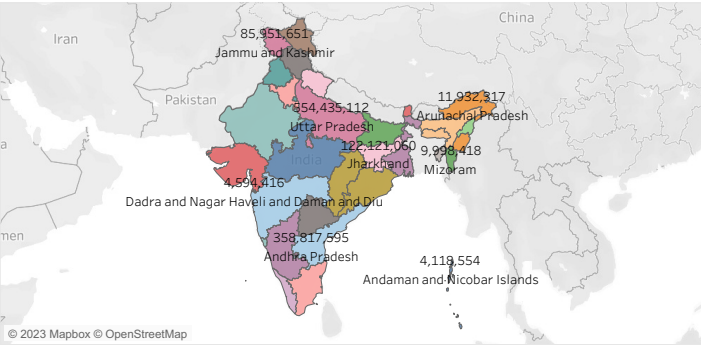 China
Iran
85,951,651
Jammu and Kashmir
Pakistan
554,435,112
Uttar Pradesh
11,932,317
Arunachal Pradesh
122,121,060
Jharkhand
9,998,418
Mizoram
India
4,594,416
Dadra and Nagar Haveli and Daman and Diu
men
358,817,595
Andhra Pradesh
4,118,554
Andaman and Nicobar Islands
© 2023 Mapbox © OpenStreetMap